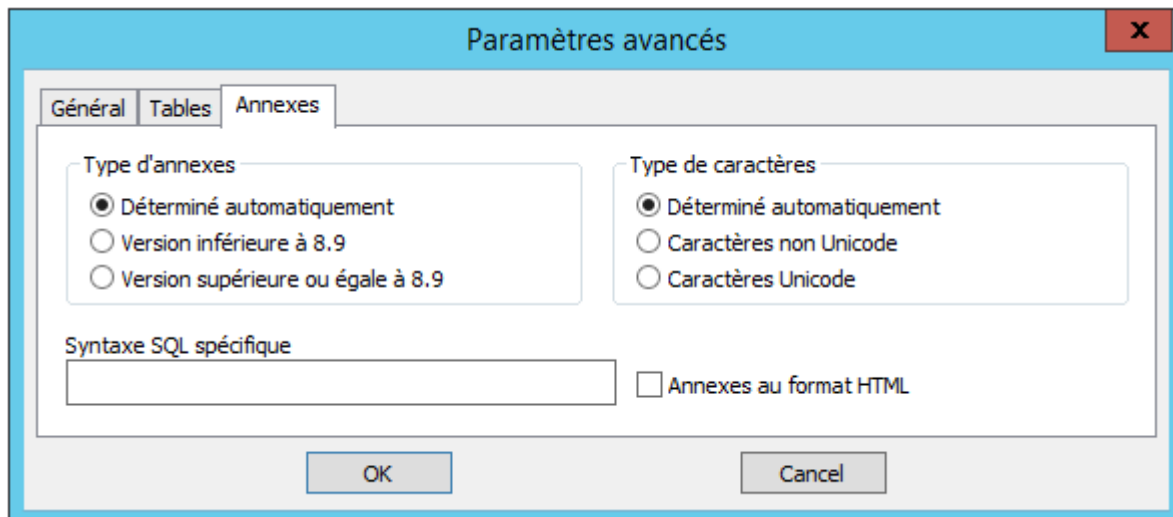 Paramètres avancés
x
Général Tables Annexes
Type d'annexes
Déterminé automatiquement
Version inférieure à 8.9
Version supérieure ou égale à 8.9
Type de caractères
Déterminé automatiquement
Caractères non Unicode
Caractères Unicode
Syntaxe SQL spécifique
Annexes au format HTML
OK
Cancel